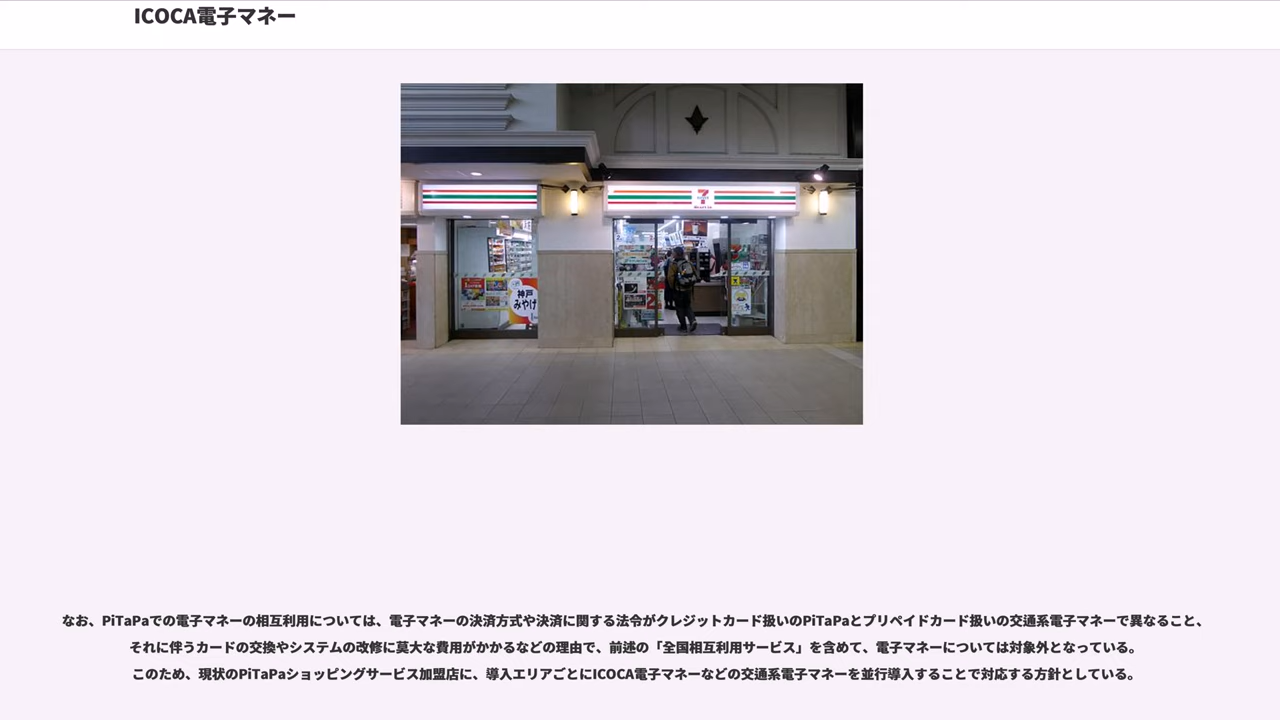 ICOCA電子マネー
神戸
みやげ
なお、PiTaPaでの電子マネーの相互利用については、電子マネーの決済方式や決済に関する法令がクレジットカード扱いのPiTaPaとプリペイドカード扱いの交通系電子マネーで異なること、
それに伴うカードの交換やシステムの改修に莫大な費用がかかるなどの理由で、前述の「全国相互利用サービス」を含めて、電子マネーについては対象外となっている。
このため、現状のPiTaPaショッピングサービス加盟店に、導入エリアごとにICOCA電子マネーなどの交通系電子マネーを並行導入することで対応する方針としている。